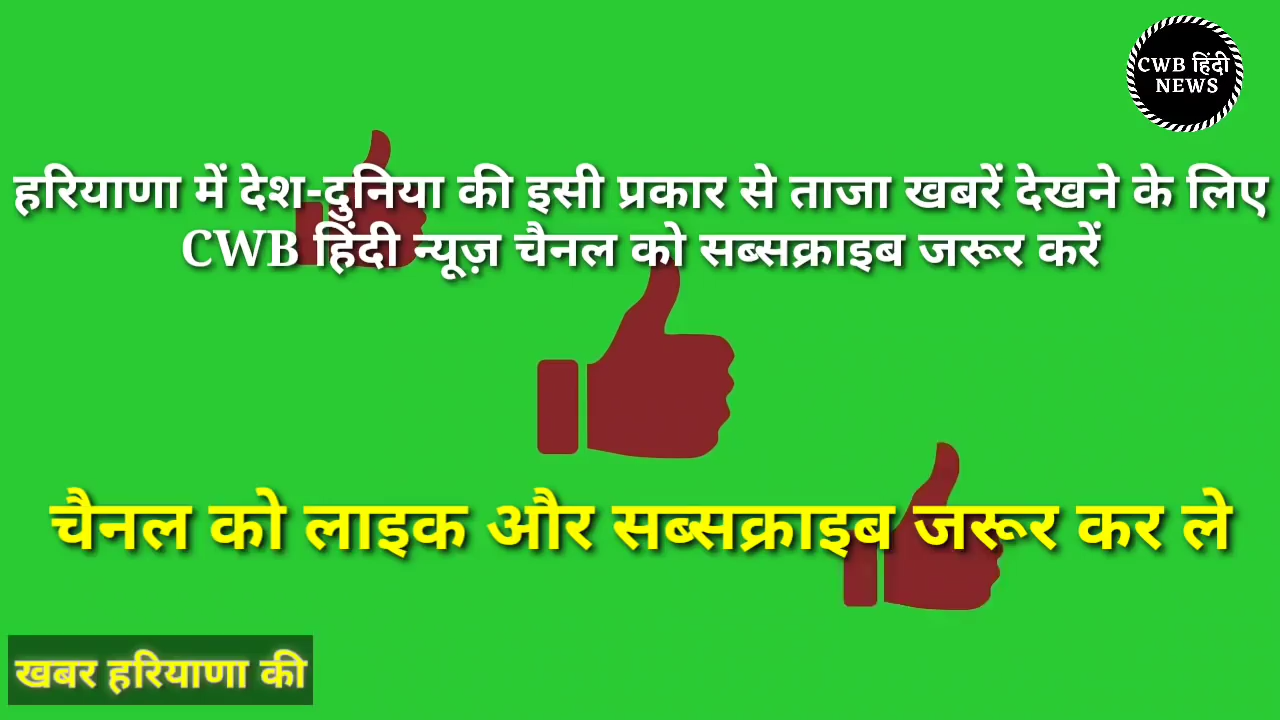 CWB हिंदी
NEWS
हरियाणा में देश-दुनिया की इसी प्रकार से ताजा खबरें देखने के लिए
CWB हिंदी न्यूज़ चैनल को सब्सक्राइब जरूर करें
चैनल को लाइक और सब्सक्राइब जरूर कर ले
खबर हरियाणा की